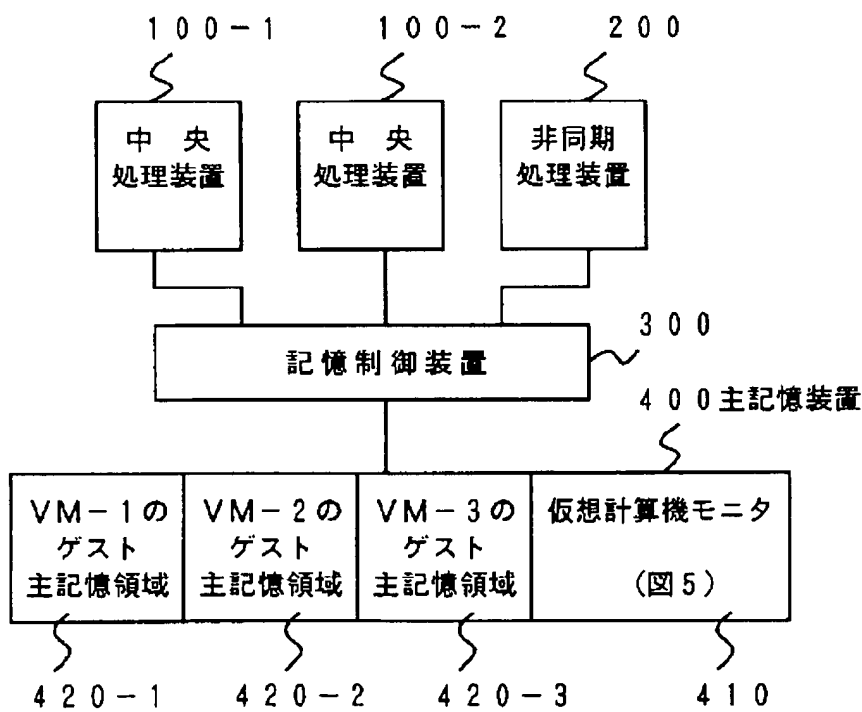 100-1 100-2 200
中央 中央 非同期
処理装置 処理装置 処理装置
300
記憶制御装置
400主記憶装置
VM-1の VM-2の VM-3の 仮想計算機モニタ
ゲスト ゲスト ゲスト
主記憶領域 主記憶領域 主記憶領域 (図5)
420-1 420-2 420-3 410